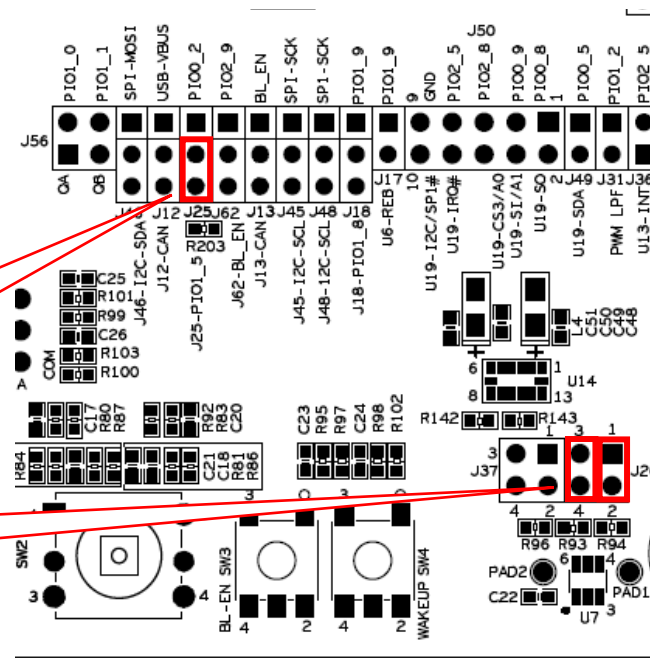 J50
PIO1_0
PIO1_1
SPI-MOSI
USB-VBUS
PIO0_2
PIO2_9
BL_EN
SPI-SCK
SP1-SCK
PIO1_9
PIO1_9
9
GND
PIO2_5
PIO2_8
PIO0_9
PIO0_8
1
PIO0_5
PIO1_2
PIO2_5
J56
QA
QB
J12
J25
J62
J13
J45
J48
J18
J17
10
2
J49
J31
J36
J46-I2C-SDA
J12-CAN
J25-PIO1_5
R203
J62-BL_EN
J13-CAN
J45-I2C-SCL
J48-12C-SCL
J18-PIO1_8
U6-REB
U19-I2C/SP1#
U19-IRQ#
U19-CS3/A0
U19-SI/A1
U19-SO
U19-SDA
PWM LPF
U13-INT
C25
R101
R99
C26
R103
R100
COM
A
L4
C51
C50
C49
C48
6
1
8
13
U14
R142
R143
C17
R80
R87
R92
R83
C20
C23
R95
R97
C24
R98
R102
R84
C21
C18
R81
R86
3
1
3
1
J37
4
2
4
2
R96
R93
R94
SW2
3
4
3
BL-EN SW3
4
2
3
WAKEUP SW4
4
2
PAD2
6
4
PAD1
C22
U7
3